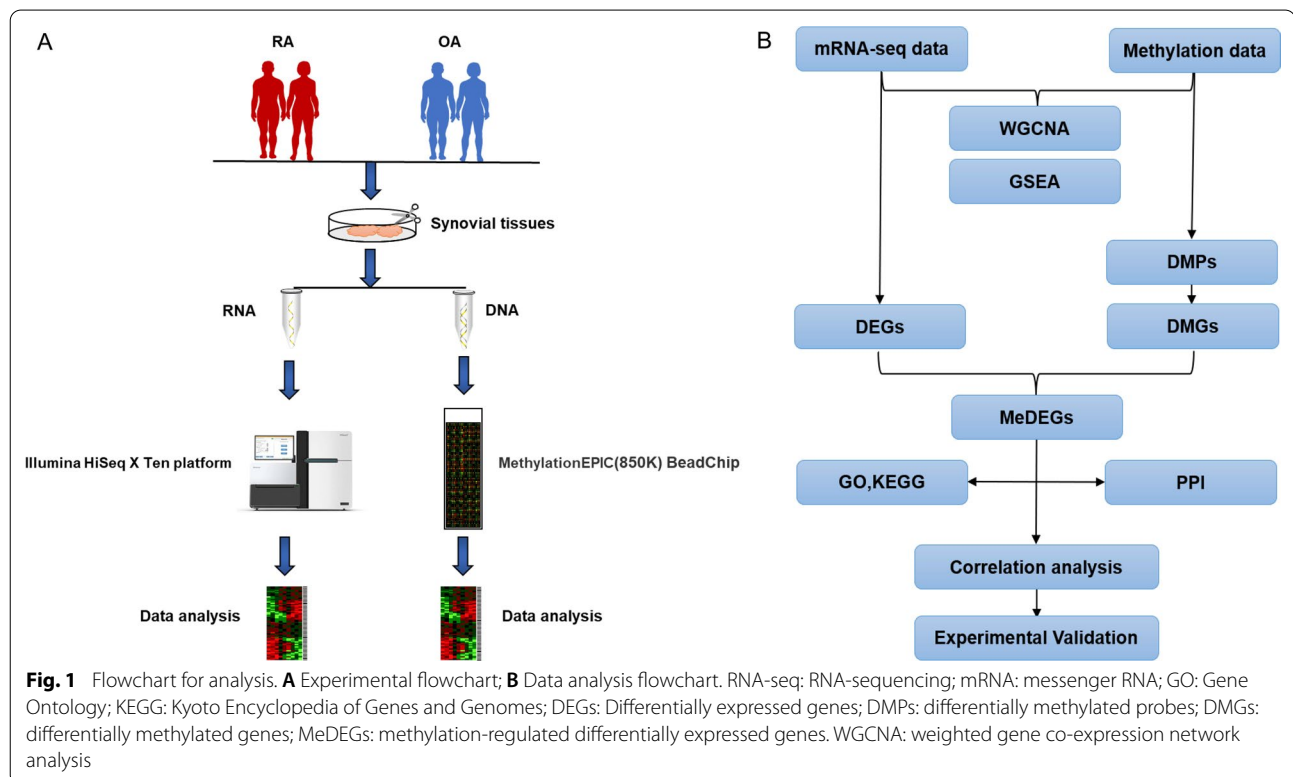 A
RA
OA
Synovial tissues
RNA
DNA
Illumina HiSeq X Ten platform
MethylationEPIC(850K) BeadChip
Data analysis
Data analysis
B
mRNA-seq data
Methylation data
WGCNA
GSEA
DMPs
DEGs
DMGs
MeDEGs
GO,KEGG
PPI
Correlation analysis
Experimental Validation
Fig. 1 Flowchart for analysis. A Experimental flowchart; B Data analysis flowchart. RNA-seq: RNA-sequencing; mRNA: messenger RNA; GO: Gene
Ontology; KEGG: Kyoto Encyclopedia of Genes and Genomes; DEGs: Differentially expressed genes; DMPs: differentially methylated probes; DMGs:
differentially methylated genes; MeDEGs: methylation-regulated differentially expressed genes. WGCNA: weighted gene co-expression network
analysis